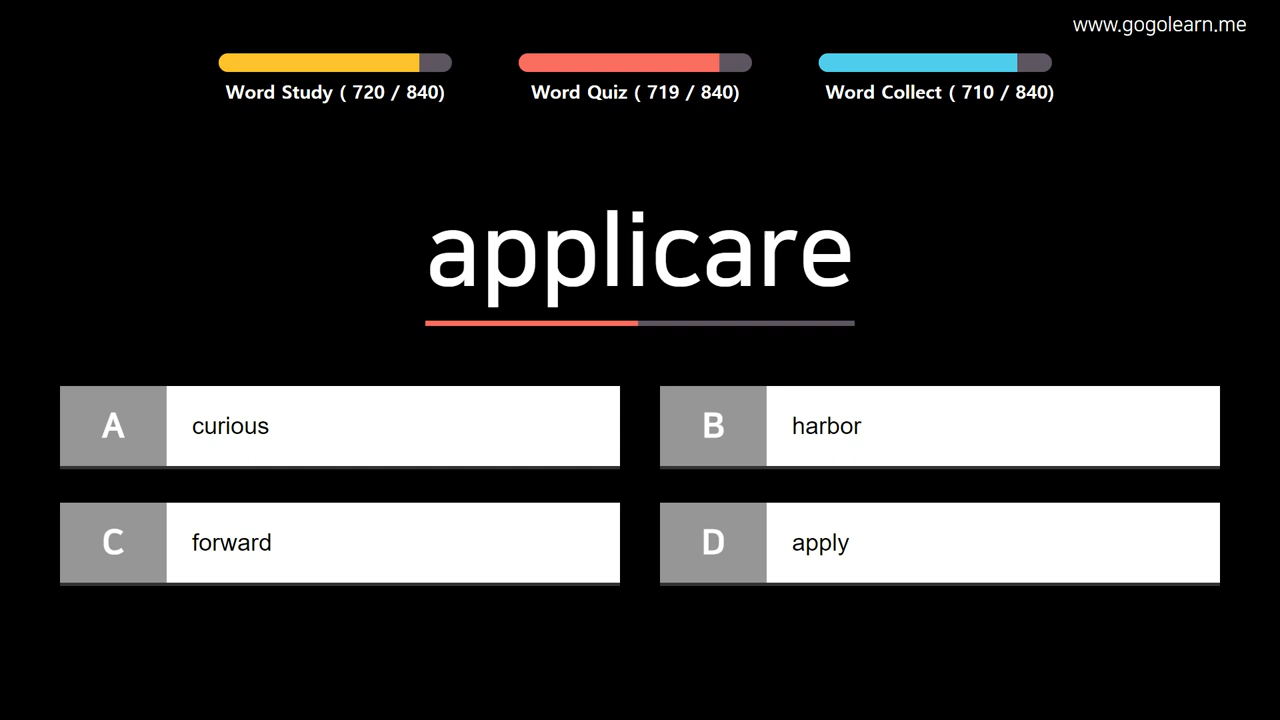 www.gogolearn.me
Word Study ( 720 / 840)
Word Quiz ( 719 / 840)
Word Collect ( 710 / 840)
applicare
A curious
B harbor
C forward
D apply